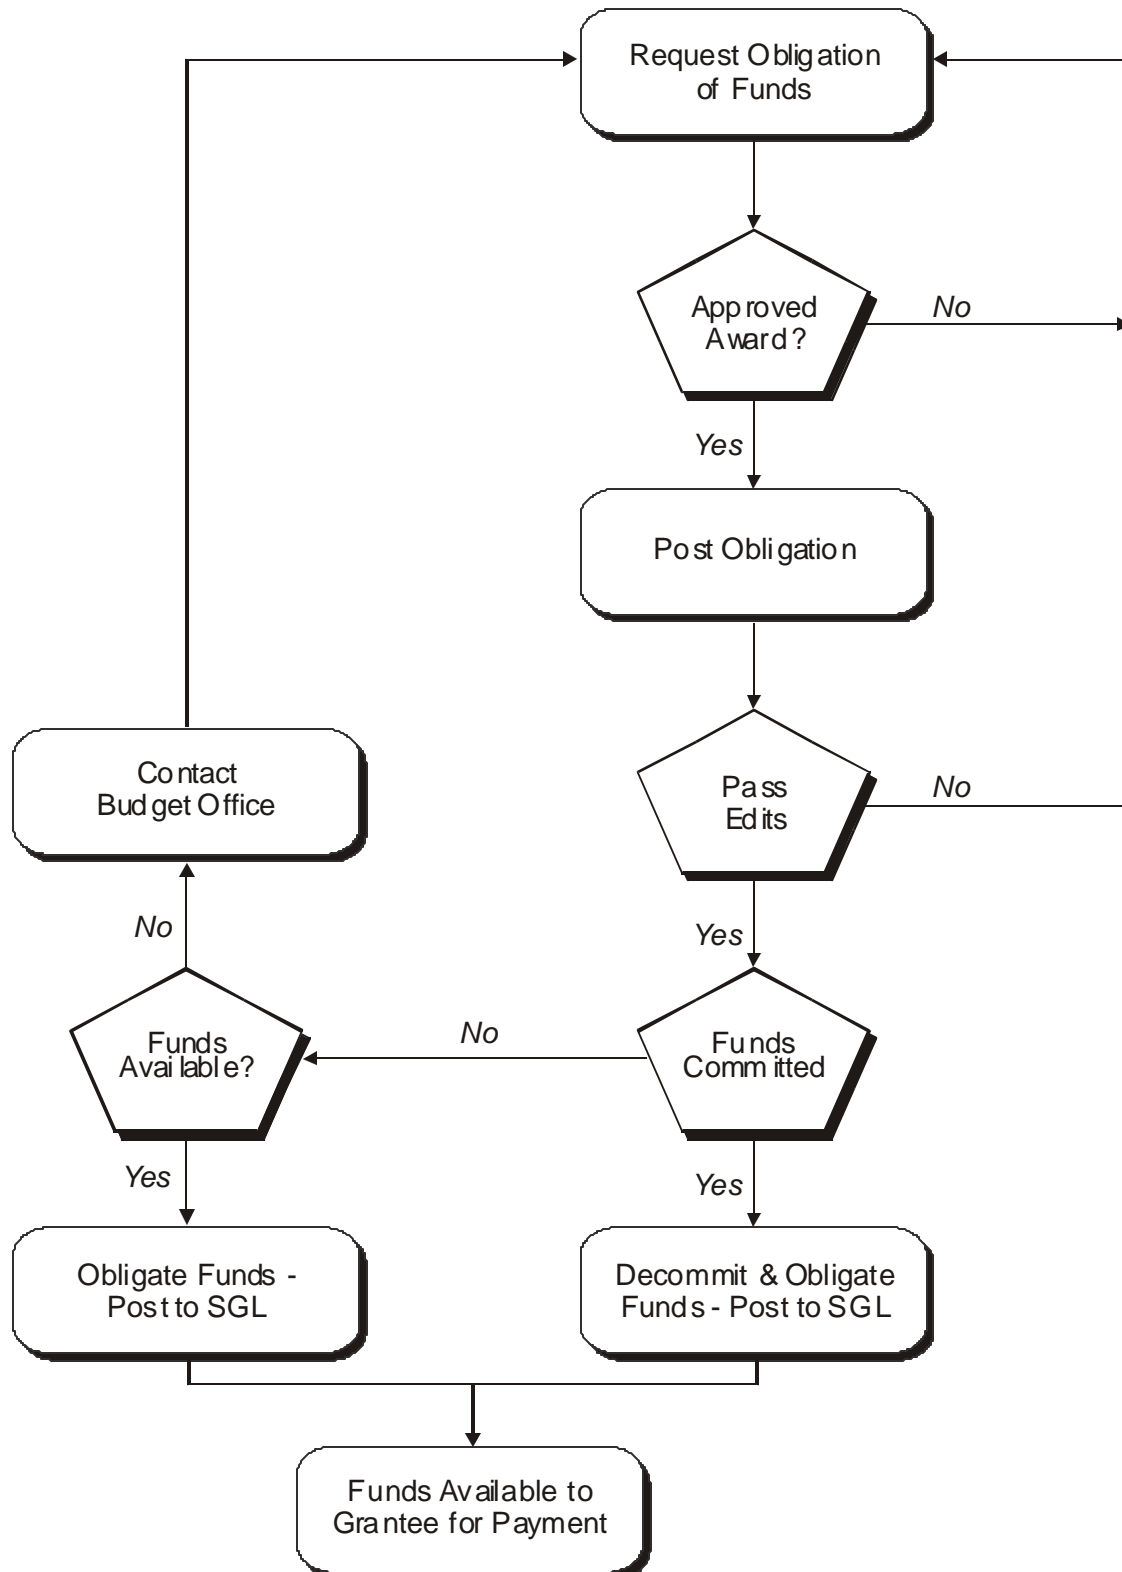 Request Obligation
of Funds
Approved
Award?
No
Yes
Post Obligation
Pass
Edits
No
Yes
Contact
Budget Office
No
Funds
Available?
No
Funds
Committed
Yes
Yes
Obligate Funds -
Post to SGL
Decommit & Obligate
Funds - Post to SGL
Funds Available to
Grantee for Payment